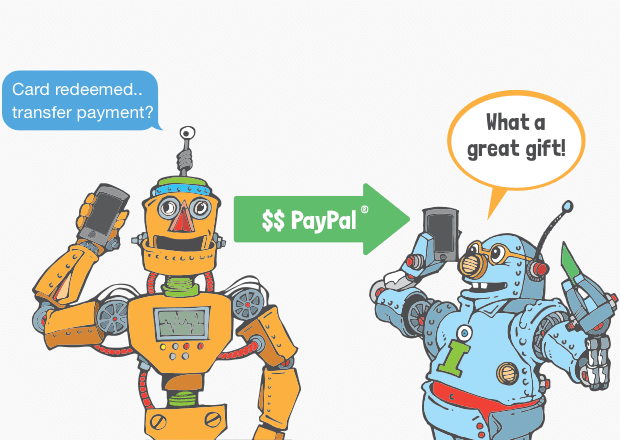 Card redeemed..
transfer payment?
What a
great gift!
$$ PayPal®
I